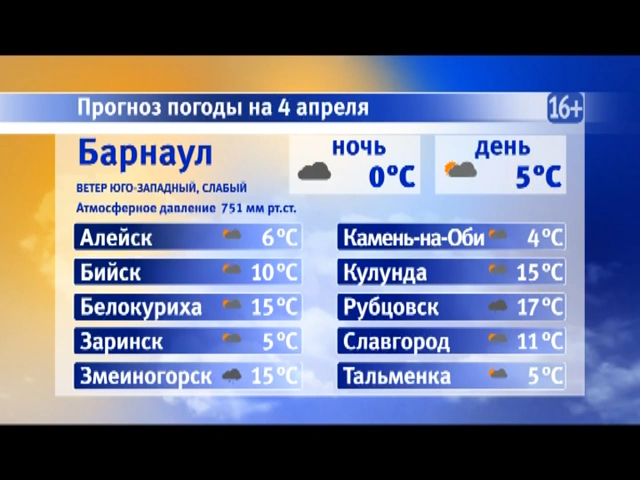 Прогноз погоды на 4 апреля 16+
Барнаул
ночь
0°C
день
5°C
ВЕТЕР ЮГО-ЗАПАДНЫЙ, СЛАБЫЙ
Атмосферное давление 751 мм рт.ст.
Алейск 6°C
Бийск 10°C
Белокуриха 15°C
Заринск 5°C
Змеиногорск 15°C
Камень-на-Оби 4°C
Кулунда 15°C
Рубцовск 17°C
Славгород 11°C
Тальменка 5°C